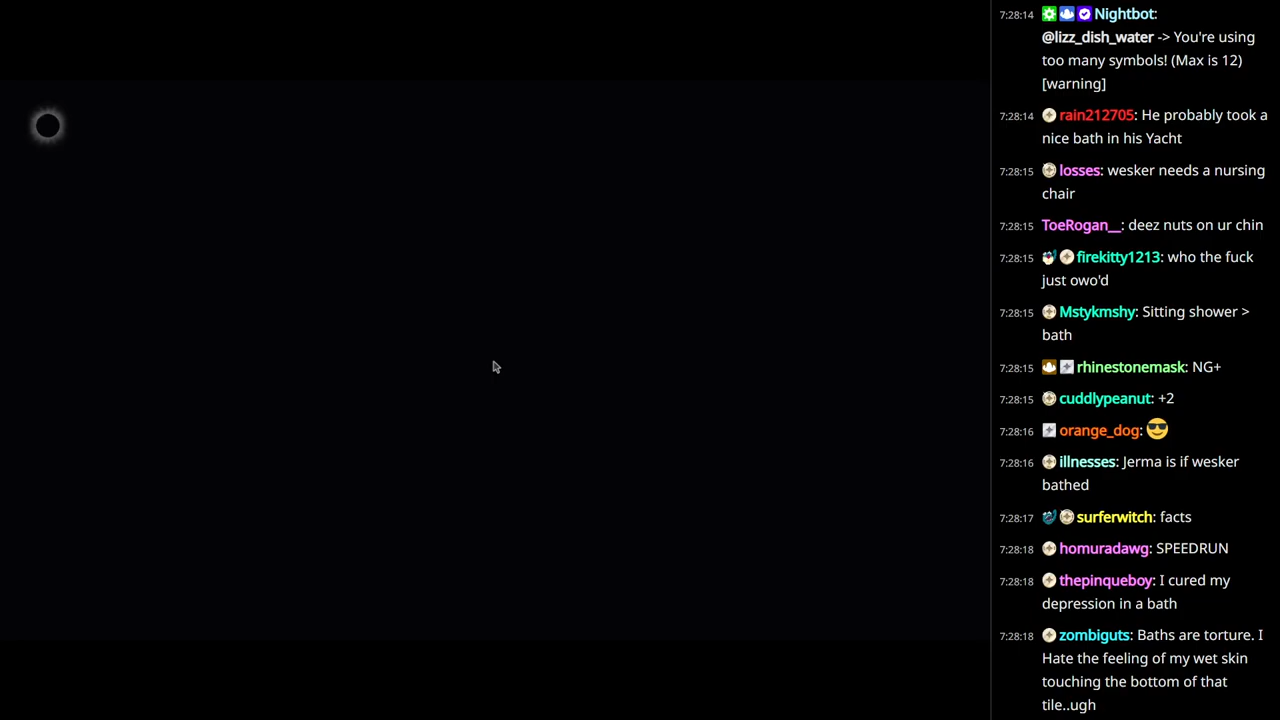 7:28:14 Nightbot:
@lizz_dish_water -> You're using
too many symbols! (Max is 12)
[warning]
7:28:14 rain212705: He probably took a
nice bath in his Yacht
7:28:15 losses: wesker needs a nursing
chair
ToeRogan__: deez nuts on ur chin
7:28:15
7:28:15 firekitty1213: who the fuck
just owo'd
7:28:15 Mstykmshy: Sitting shower >
bath
7:28:15 rhinestonemask: NG+
7:28:15 cuddlypeanut: +2
7:28:16 orange_dog: 😎
7:28:16 illnesses: Jerma is if wesker
bathed
7:28:17 surferwitch: facts
7:28:18 homuradawg: SPEEDRUN
7:28:18 thepinqueboy: I cured my
depression in a bath
7:28:18 zombiguts: Baths are torture. I
Hate the feeling of my wet skin
touching the bottom of that
tile..ugh